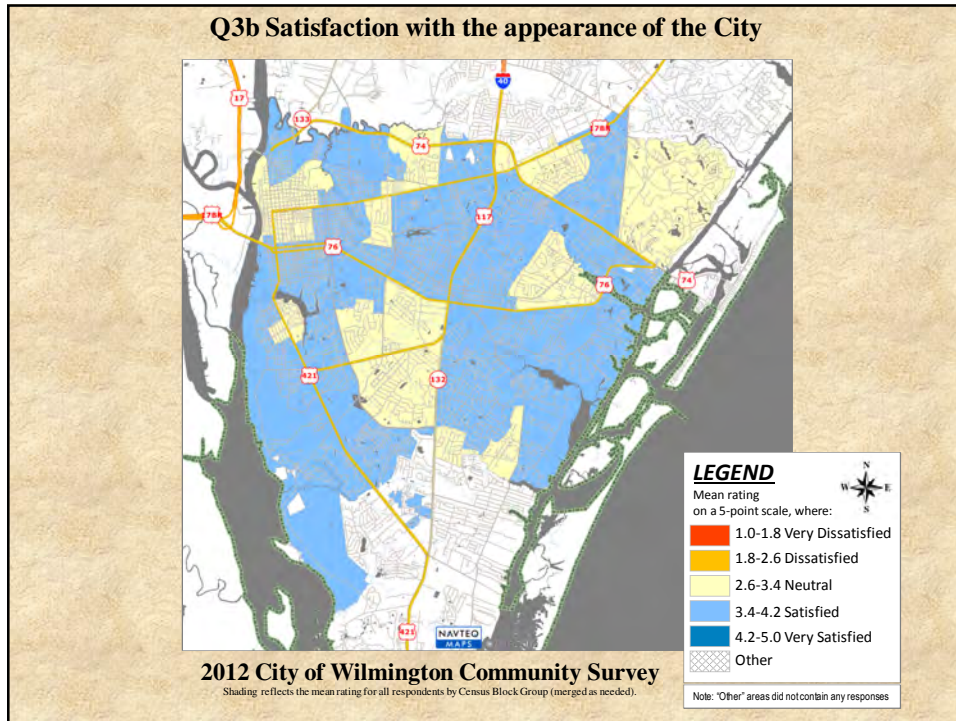 Q3b Satisfaction with the appearance of the City
40
17
133
17BR
74
117
17BR
76
76
74
421
132
421
NAVTEQ
MAPS
LEGEND
Mean rating
on a 5-point scale, where:
N
W E
S
1.0-1.8 Very Dissatisfied
1.8-2.6 Dissatisfied
2.6-3.4 Neutral
3.4-4.2 Satisfied
4.2-5.0 Very Satisfied
Other
Note: "Other" areas did not contain any responses
2012 City of Wilmington Community Survey
Shading reflects the mean rating for all respondents by Census Block Group (merged as needed).